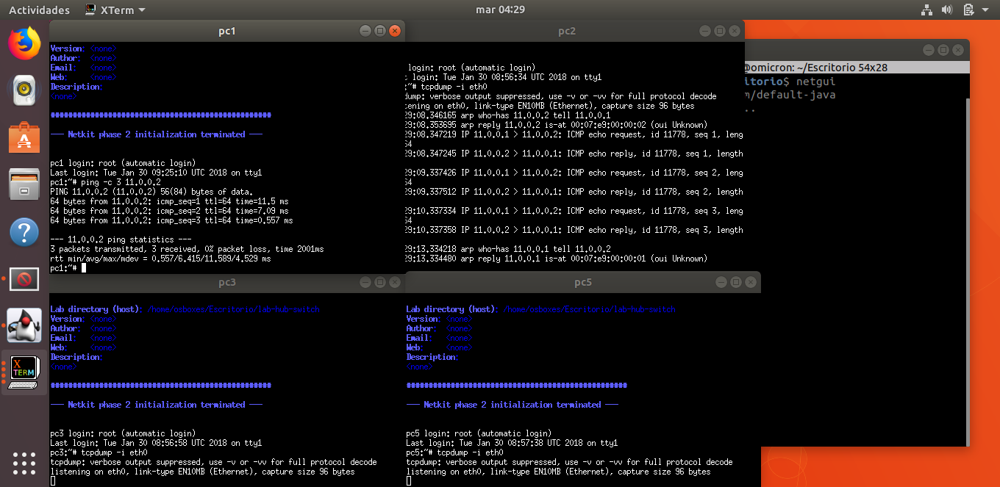 Actividades
XTerm
mar 04:29
pc1
Version: <none>
Author: <none>
Email: <none>
Web: <none>
Description:
<none>
--- Netkit phase 2 initialization terminated ---
pc1 login: root (automatic login)
Last login: Tue Jan 30 09:25:10 UTC 2018 on tty1
pc1:~# ping -c 3 11.0.0.2
PING 11.0.0.2 (11.0.0.2) 56(84) bytes of data.
64 bytes from 11.0.0.2: icmp_seq=1 ttl=64 time=11.5 ms
64 bytes from 11.0.0.2: icmp_seq=2 ttl=64 time=7.09 ms
64 bytes from 11.0.0.2: icmp_seq=3 ttl=64 time=0.557 ms
--- 11.0.0.2 ping statistics ---
3 packets transmitted, 3 received, 0% packet loss, time 2001ms
rtt min/avg/max/mdev = 0.557/6.415/11.589/4.529 ms
pc1:~#
pc2
login: root (automatic login)
t login: Tue Jan 30 08:56:34 UTC 2018 on tty1
:~# tcpdump -i eth0
dump: verbose output suppressed, use -v or -vv for full protocol decode
tening on eth0, link-type EN10MB (Ethernet), capture size 96 bytes
29:08.346165 arp who-has 11.0.0.2 tell 11.0.0.1
29:08.353695 arp reply 11.0.0.2 is-at 00:07:e9:00:00:02 (oui Unknown)
29:08.347219 IP 11.0.0.1 > 11.0.0.2: ICMP echo request, id 11778, seq 1, leng
64
29:08.347245 IP 11.0.0.2 > 11.0.0.1: ICMP echo reply, id 11778, seq 1, length
29:09.337426 IP 11.0.0.1 > 11.0.0.2: ICMP echo request, id 11778, seq 2, leng
64
29:09.337512 IP 11.0.0.2 > 11.0.0.1: ICMP echo reply, id 11778, seq 2, length
29:10.337334 IP 11.0.0.1 > 11.0.0.2: ICMP echo request, id 11778, seq 3, leng
64
29:10.337358 IP 11.0.0.2 > 11.0.0.1: ICMP echo reply, id 11778, seq 3, length
29:13.334218 arp who-has 11.0.0.1 tell 11.0.0.2
29:13.334480 arp reply 11.0.0.1 is-at 00:07:e9:00:00:01 (oui Unknown)
@omicron: ~/Escritorio 54x28
itorio$ netgui
m/default-java
..
pc3
Lab directory (host): /home/osboxes/Escritorio/lab-hub-switch
Version: <none>
Author: <none>
Email: <none>
Web: <none>
Description:
<none>
--- Netkit phase 2 initialization terminated ---
pc3 login: root (automatic login)
Last login: Tue Jan 30 08:56:58 UTC 2018 on tty1
pc3:~# tcpdump -i eth0
tcpdump: verbose output suppressed, use -v or -vv for full protocol decode
listening on eth0, link-type EN10MB (Ethernet), capture size 96 bytes
pc5
Lab directory (host): /home/osboxes/Escritorio/lab-hub-switch
Version: <none>
Author: <none>
Email: <none>
Web: <none>
Description:
<none>
--- Netkit phase 2 initialization terminated ---
pc5 login: root (automatic login)
Last login: Tue Jan 30 08:57:38 UTC 2018 on tty1
pc5:~# tcpdump -i eth0
tcpdump: verbose output suppressed, use -v or -vv for full protocol decode
listening on eth0, link-type EN10MB (Ethernet), capture size 96 bytes
X
TERM